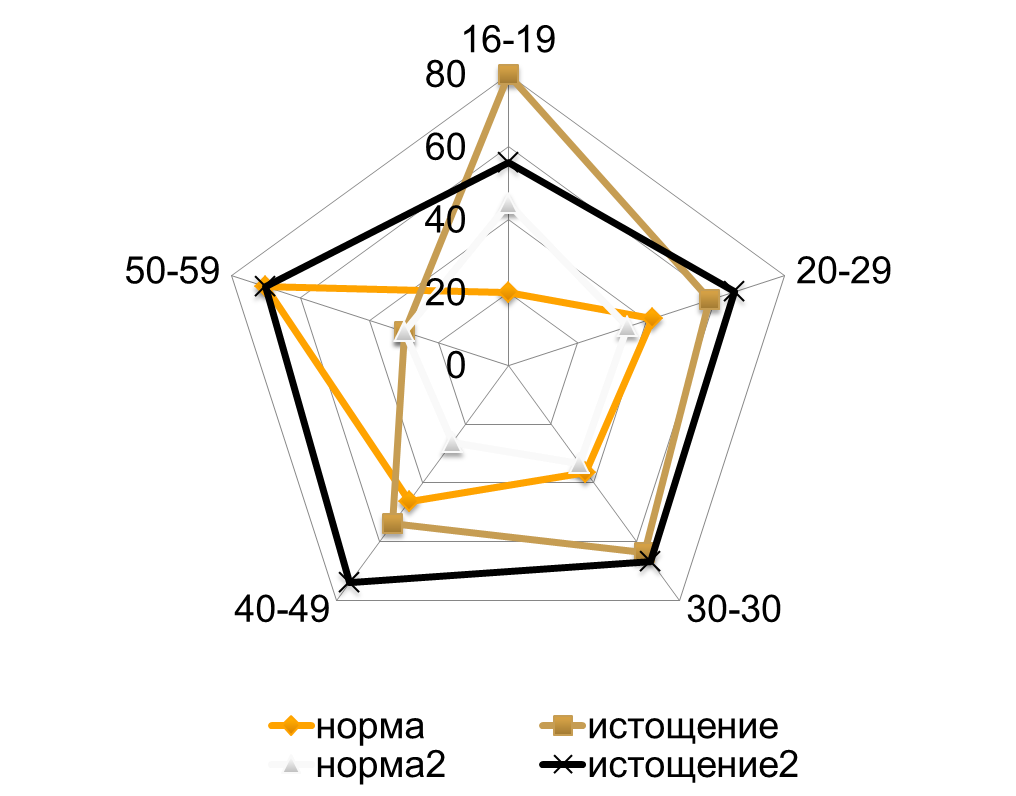 16-19
80
60
40
20
0
50-59
20-29
40-49
30-30
норма
истощение
норма2
истощение2